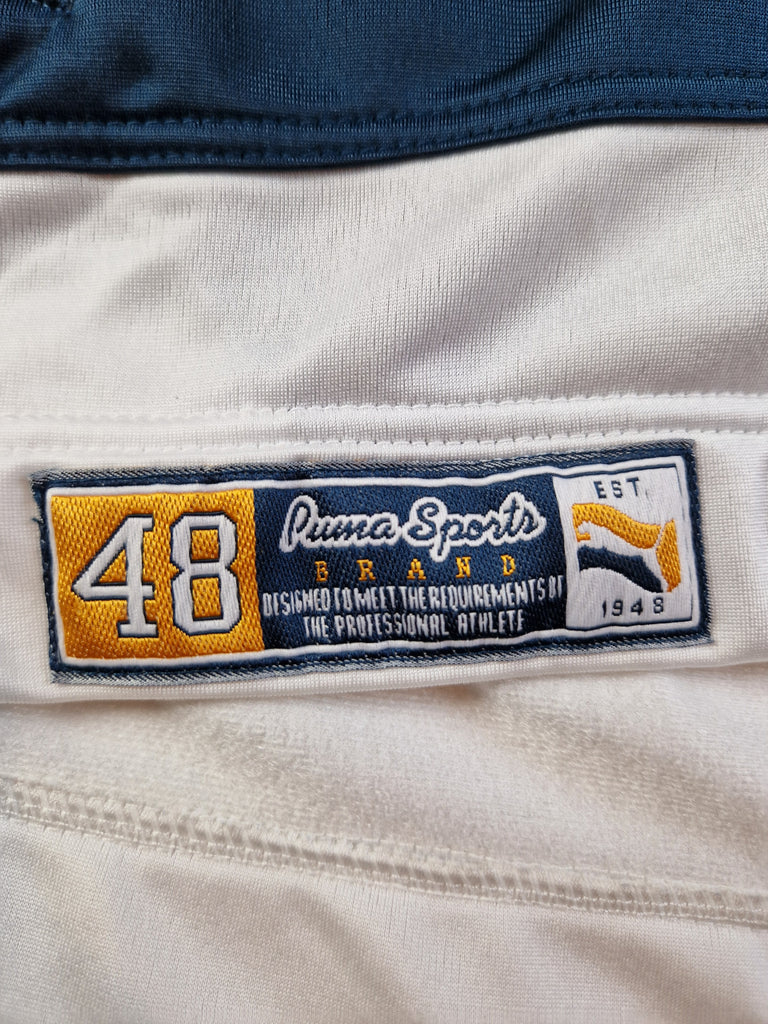 48
Puma Sports
BRAND
DESIGNED TO MEET THE REQUIREMENTS OF
THE PROFESSIONAL ATHLETE
EST.
1948